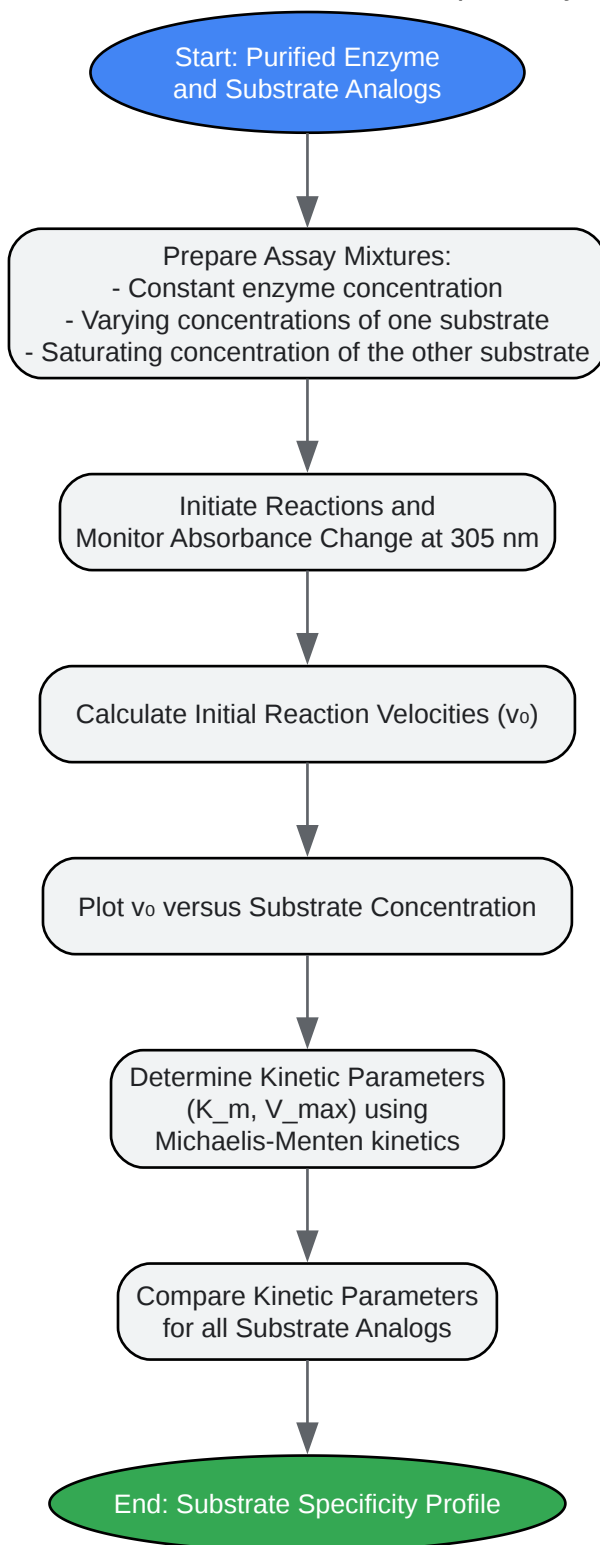 Start: Purified Enzyme
and Substrate Analogs
Prepare Assay Mixtures:
- Constant enzyme concentration
- Varying concentrations of one substrate
- Saturating concentration of the other substrate
Initiate Reactions and
Monitor Absorbance Change at 305 nm
Calculate Initial Reaction Velocities (v₀)
Plot v₀ versus Substrate Concentration
Determine Kinetic Parameters
(K_m, V_max) using
Michaelis-Menten kinetics
Compare Kinetic Parameters
for all Substrate Analogs
End: Substrate Specificity Profile